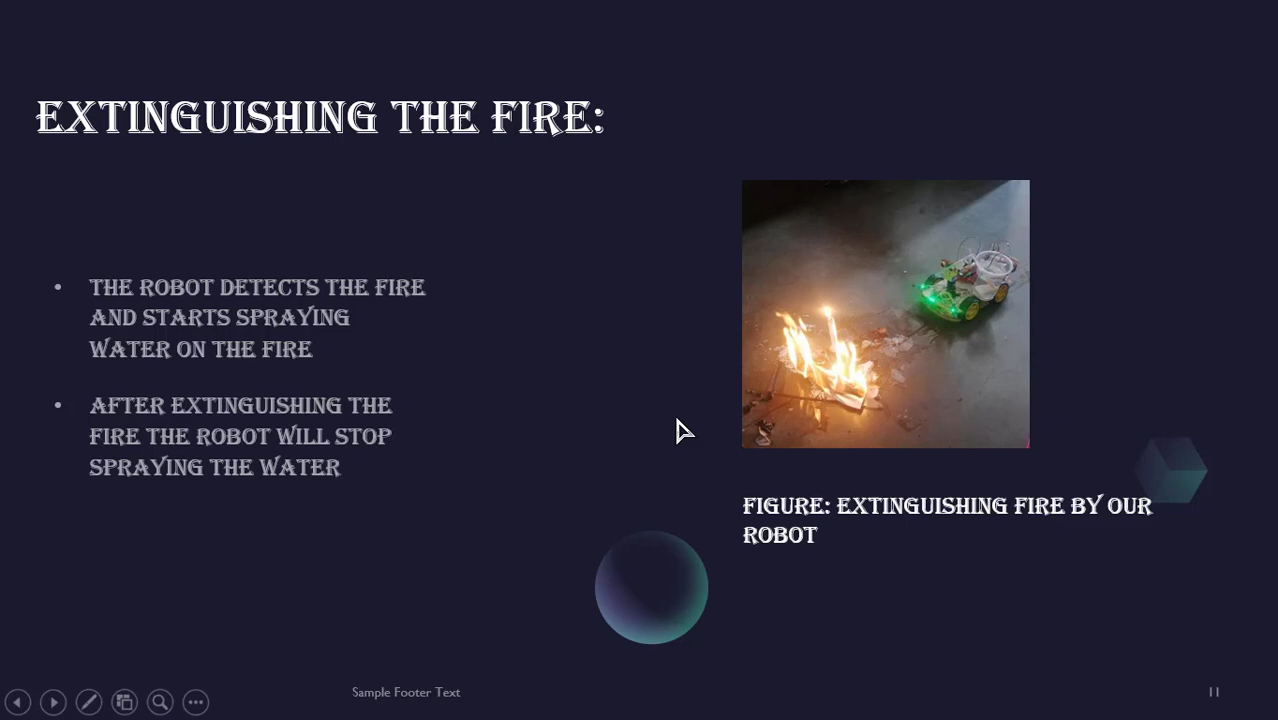 EXTINGUISHING THE FIRE:
• THE ROBOT DETECTS THE FIRE
AND STARTS SPRAYING
WATER ON THE FIRE
• AFTER EXTINGUISHING THE
FIRE THE ROBOT WILL STOP
SPRAYING THE WATER
FIGURE: EXTINGUISHING FIRE BY OUR
ROBOT
Sample Footer Text
11